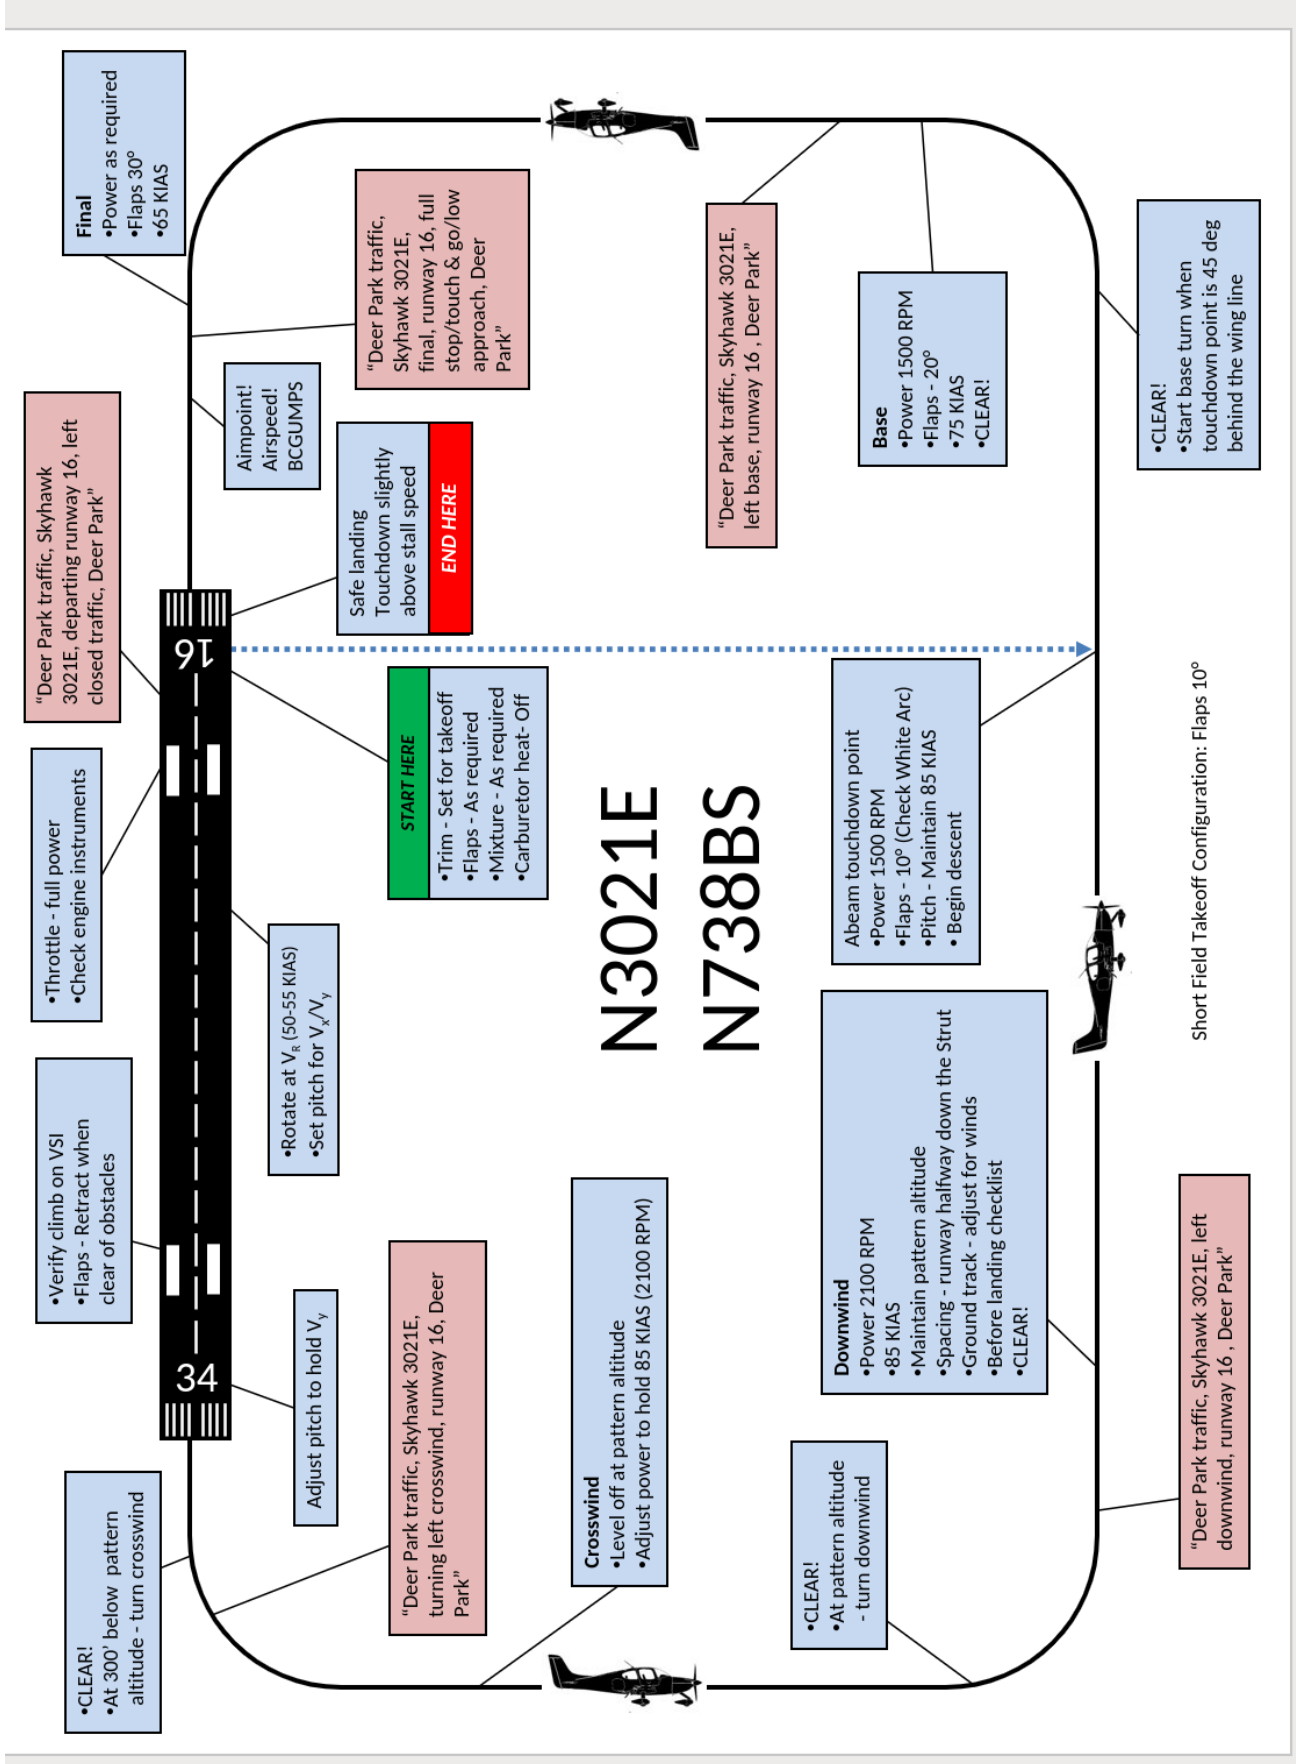 •CLEAR!
•At 300' below pattern
altitude - turn crosswind
•Verify climb on VSI
•Flaps - Retract when
clear of obstacles
•Throttle - full power
•Check engine instruments
“Deer Park traffic, Skyhawk
3021E, departing runway 16, left
closed traffic, Deer Park”
Final
•Power as required
•Flaps 30°
•65 KIAS
34
16
Adjust pitch to hold Vy
•Rotate at VR (50-55 KIAS)
•Set pitch for Vx/Vy
START HERE
•Trim - Set for takeoff
•Flaps - As required
•Mixture - As required
•Carburetor heat- Off
Safe landing
Touchdown slightly
above stall speed
END HERE
Aimpoint!
Airspeed!
BCGUMPS
“Deer Park traffic,
Skyhawk 3021E,
final, runway 16, full
stop/touch & go/low
approach, Deer
Park”
“Deer Park traffic, Skyhawk 3021E,
turning left crosswind, runway 16, Deer
Park”
Crosswind
•Level off at pattern altitude
•Adjust power to hold 85 KIAS (2100 RPM)
N3021E
N738BS
“Deer Park traffic, Skyhawk 3021E,
left base, runway 16 , Deer Park”
•CLEAR!
•At pattern altitude
- turn downwind
Downwind
•Power 2100 RPM
•85 KIAS
•Maintain pattern altitude
•Spacing - runway halfway down the Strut
•Ground track - adjust for winds
•Before landing checklist
•CLEAR!
Abeam touchdown point
•Power 1500 RPM
•Flaps - 10° (Check White Arc)
•Pitch - Maintain 85 KIAS
• Begin descent
Base
•Power 1500 RPM
•Flaps - 20°
•75 KIAS
•CLEAR!
“Deer Park traffic, Skyhawk 3021E, left
downwind, runway 16 , Deer Park”
Short Field Takeoff Configuration: Flaps 10°
•CLEAR!
•Start base turn when
touchdown point is 45 deg
behind the wing line